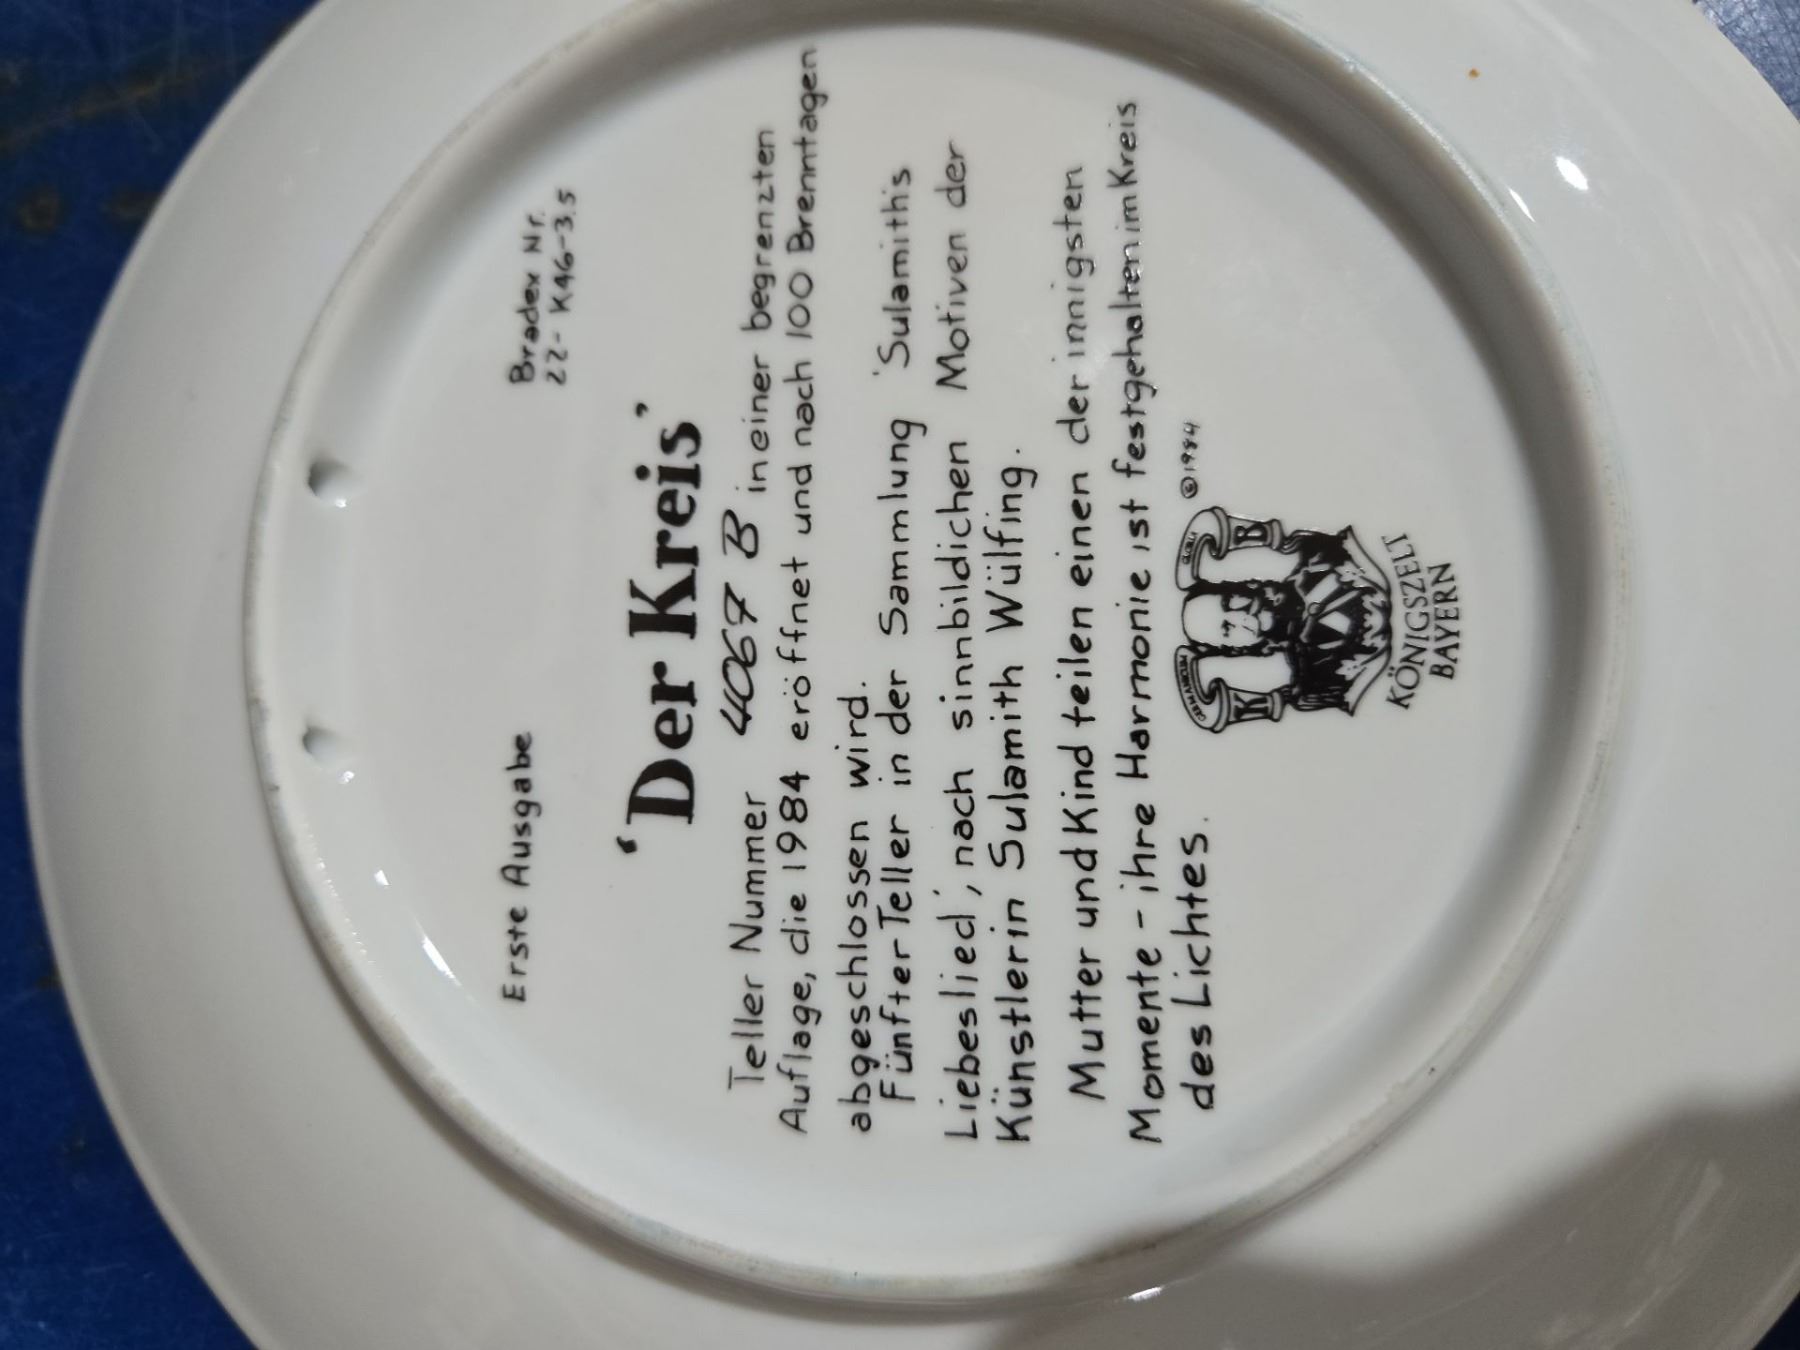 Erste Ausgabe
Bradex Nr.
22-K46-3.5
'Der Kreis'
Teller Nummer 4067 B in einer begrenzten
Auflage, die 1984 eröffnet und nach 100 Brenntagen
abgeschlossen wird.
Fünfter Teller in der Sammlung 'Sulamiths
Liebeslied', nach sinnbildichen Motiven der
Künstlerin Sulamith Wülfing.
Mutter und Kind teilen einen der innigsten
Momente - ihre Harmonie ist festgehalten im Kreis
des Lichtes.
©1984
K B
KÖNIGSZELT
BAYERN